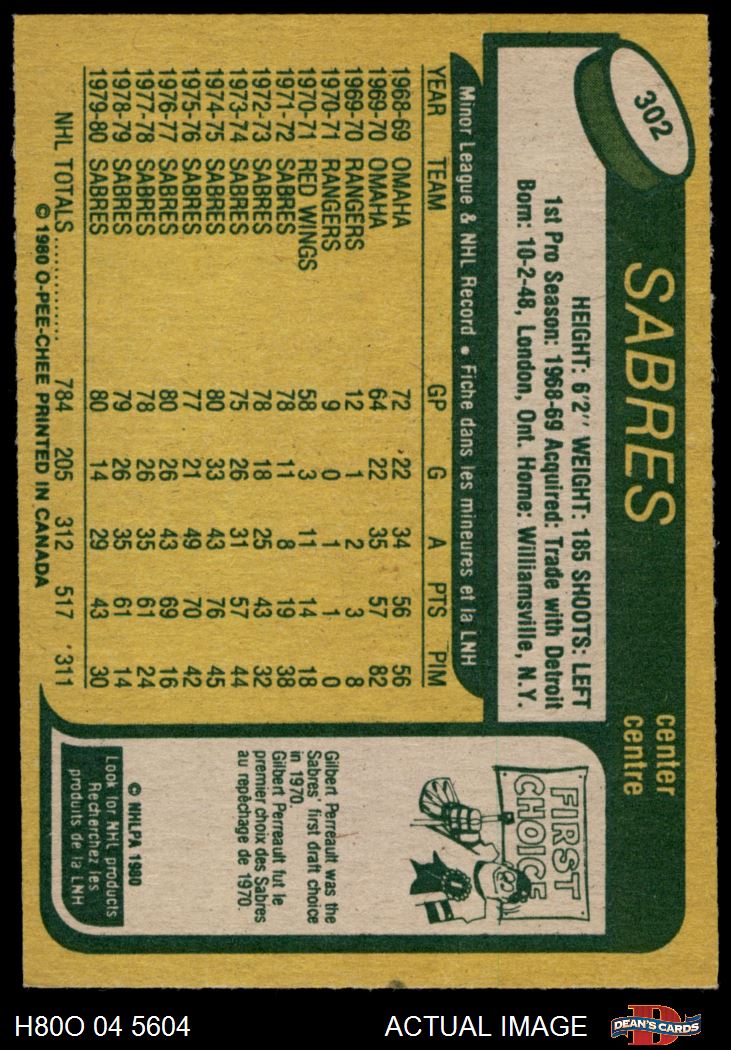 302
SABRES
center
centre
HEIGHT: 6'2" WEIGHT: 185 SHOOTS: LEFT
1st Pro Season: 1968-69 Acquired: Trade with Detroit
Born: 10-2-48, London, Ont. Home: Williamsville, N.Y.
Minor League & NHL Record • Fiche dans les mineures et la LNH
YEAR TEAM GP G A PTS PIM
1968-69 OMAHA 72 22 34 56 56
1969-70 OMAHA 64 22 35 57 82
1969-70 RANGERS 12 1 2 3 8
1970-71 RANGERS 9 0 1 1 0
1970-71 RED WINGS 58 3 11 14 18
1971-72 SABRES 78 11 8 19 38
1972-73 SABRES 78 18 25 43 32
1973-74 SABRES 75 26 31 57 44
1974-75 SABRES 80 33 43 76 45
1975-76 SABRES 77 21 49 70 42
1976-77 SABRES 80 26 43 69 16
1977-78 SABRES 78 26 35 61 24
1978-79 SABRES 79 26 35 61 14
1979-80 SABRES 80 14 29 43 30
NHL TOTALS .............. 784 205 312 517 311
© 1980 O-PEE-CHEE PRINTED IN CANADA
FIRST
CHOICE
Gilbert Perreault was the
Sabres' first draft choice
in 1970.
Gilbert Perreault fut le
premier choix des Sabres
au repêchage de 1970.
© NHLPA 1980
Look for NHL products
Recherchez les
produits de la LNH
H80O 04 5604
ACTUAL IMAGE
DEAN'S CARDS